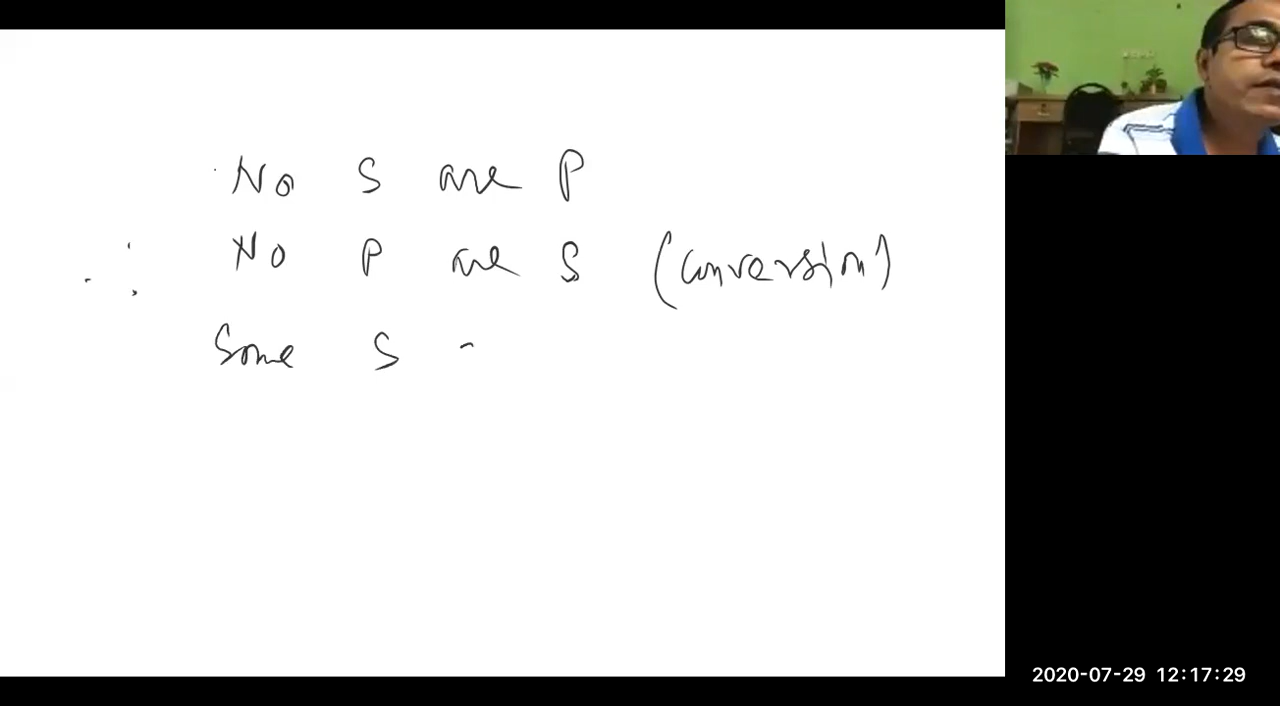 No S are P
∴ No P are S (conversion)
Some S
2020-07-29 12:17:29